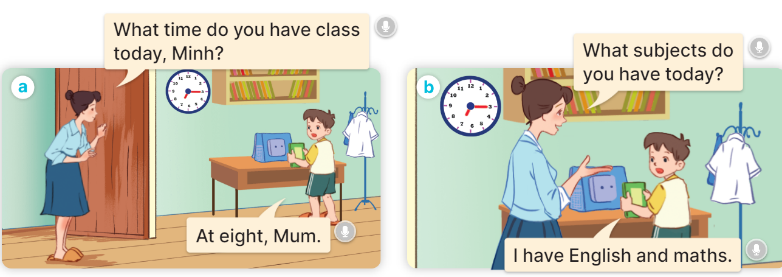 What time do you have class
today, Minh?
a
At eight, Mum.
b
What subjects do
you have today?
I have English and maths.